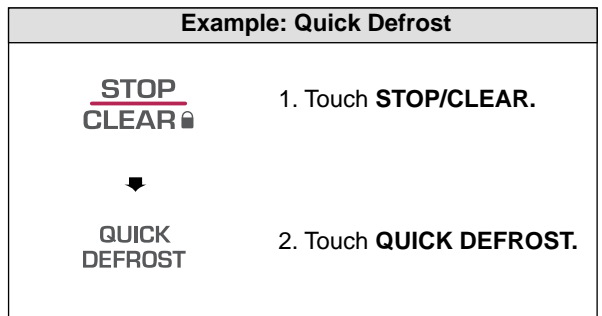 Example: Quick Defrost
STOP
CLEAR
1. Touch STOP/CLEAR.
QUICK
DEFROST
2. Touch QUICK DEFROST.